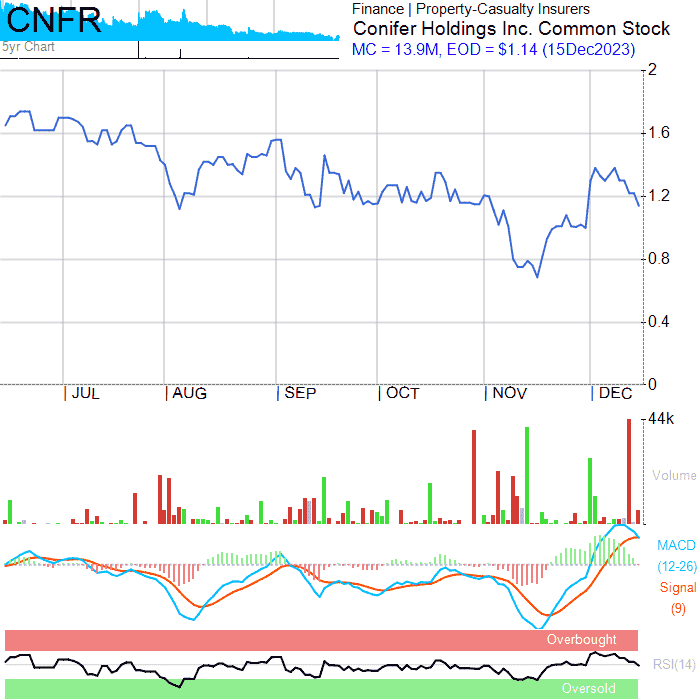 CNFR
Finance | Property-Casualty Insurers
Conifer Holdings Inc. Common Stock
5yr Chart
MC = 13.9M, EOD = $1.14 (15Dec2023)
2
1.6
1.2
0.8
0.4
0
JUL AUG SEP OCT NOV DEC
44k
Volume
MACD
(12-26)
Signal
(9)
Overbought
RSI(14)
Oversold